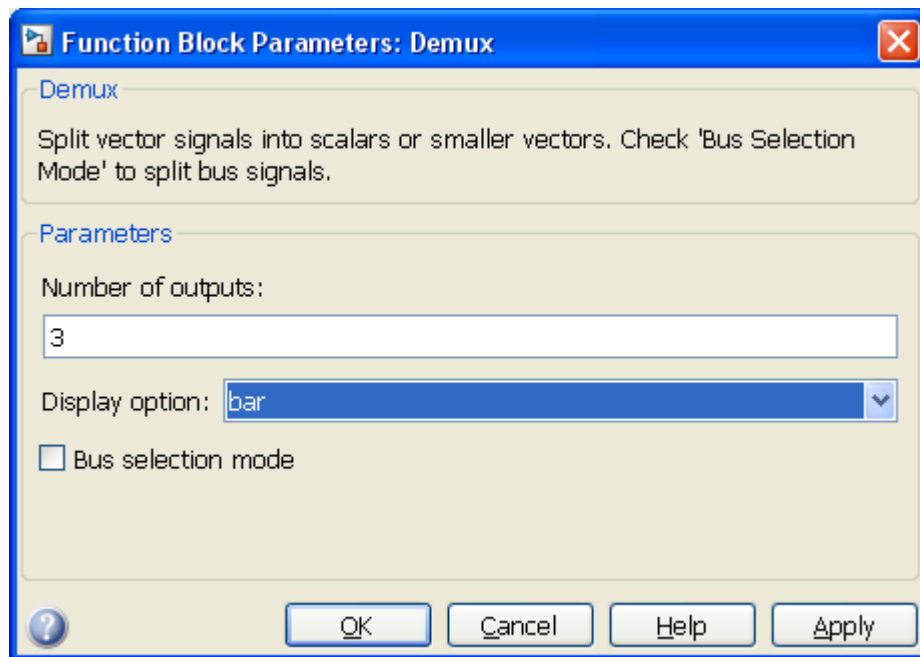 Function Block Parameters: Demux
Demux
Split vector signals into scalars or smaller vectors. Check 'Bus Selection
Mode' to split bus signals.
Parameters
Number of outputs:
3
Display option: bar
Bus selection mode
? OK Cancel Help Apply